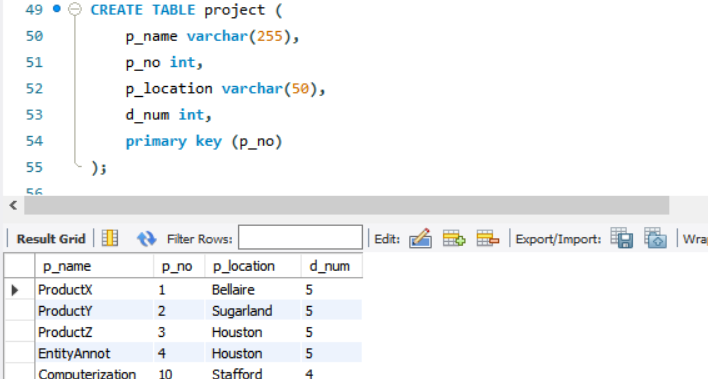 49 CREATE TABLE project (
50 p_name varchar(255),
51 p_no int,
52 p_location varchar(50),
53 d_num int,
54 primary key (p_no)
55 );
56
Result Grid Filter Rows: Edit: Export/Import: Wrap
p_name p_no p_location d_num
ProductX 1 Bellaire 5
ProductY 2 Sugarland 5
ProductZ 3 Houston 5
EntityAnnot 4 Houston 5
Computerization 10 Stafford 4